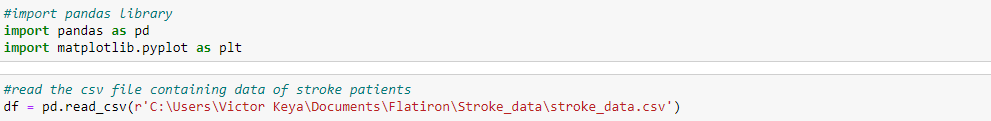 #import pandas library
import pandas as pd
import matplotlib.pyplot as plt
#read the csv file containing data of stroke patients
df = pd.read_csv(r'C:\Users\Victor Keya\Documents\Flatiron\Stroke_data\stroke_data.csv')